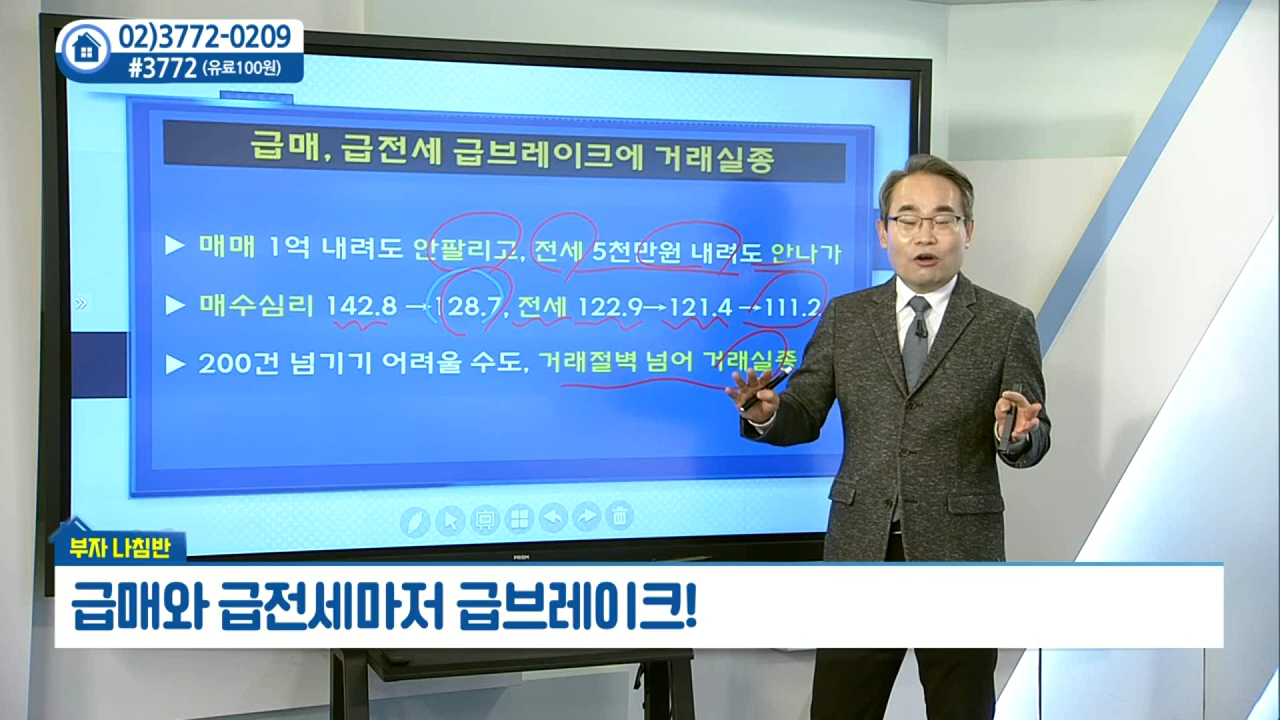 02)3772-0209
#3772 (유료100원)
급매, 급전세 급브레이크에 거래실종
▶ 매매 1억 내려도 안팔리고, 전세 5천만원 내려도 안나가
▶ 매수심리 142.8→128.7, 전세 122.9→121.4→111.2
▶ 200건 넘기기 어려울 수도, 거래절벽 넘어 거래실종
PRISM
부자 나침반
급매와 급전세마저 급브레이크!